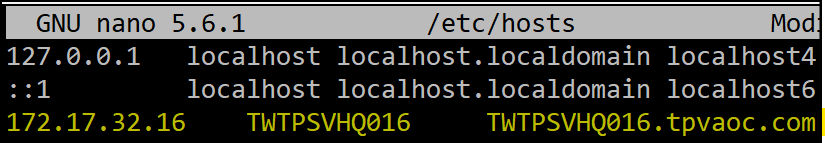 GNU nano 5.6.1 /etc/hosts Modi
127.0.0.1 localhost localhost.localdomain localhost4
::1 localhost localhost.localdomain localhost6
172.17.32.16 TWTPSVHQ016 TWTPSVHQ016.tpvaoc.com